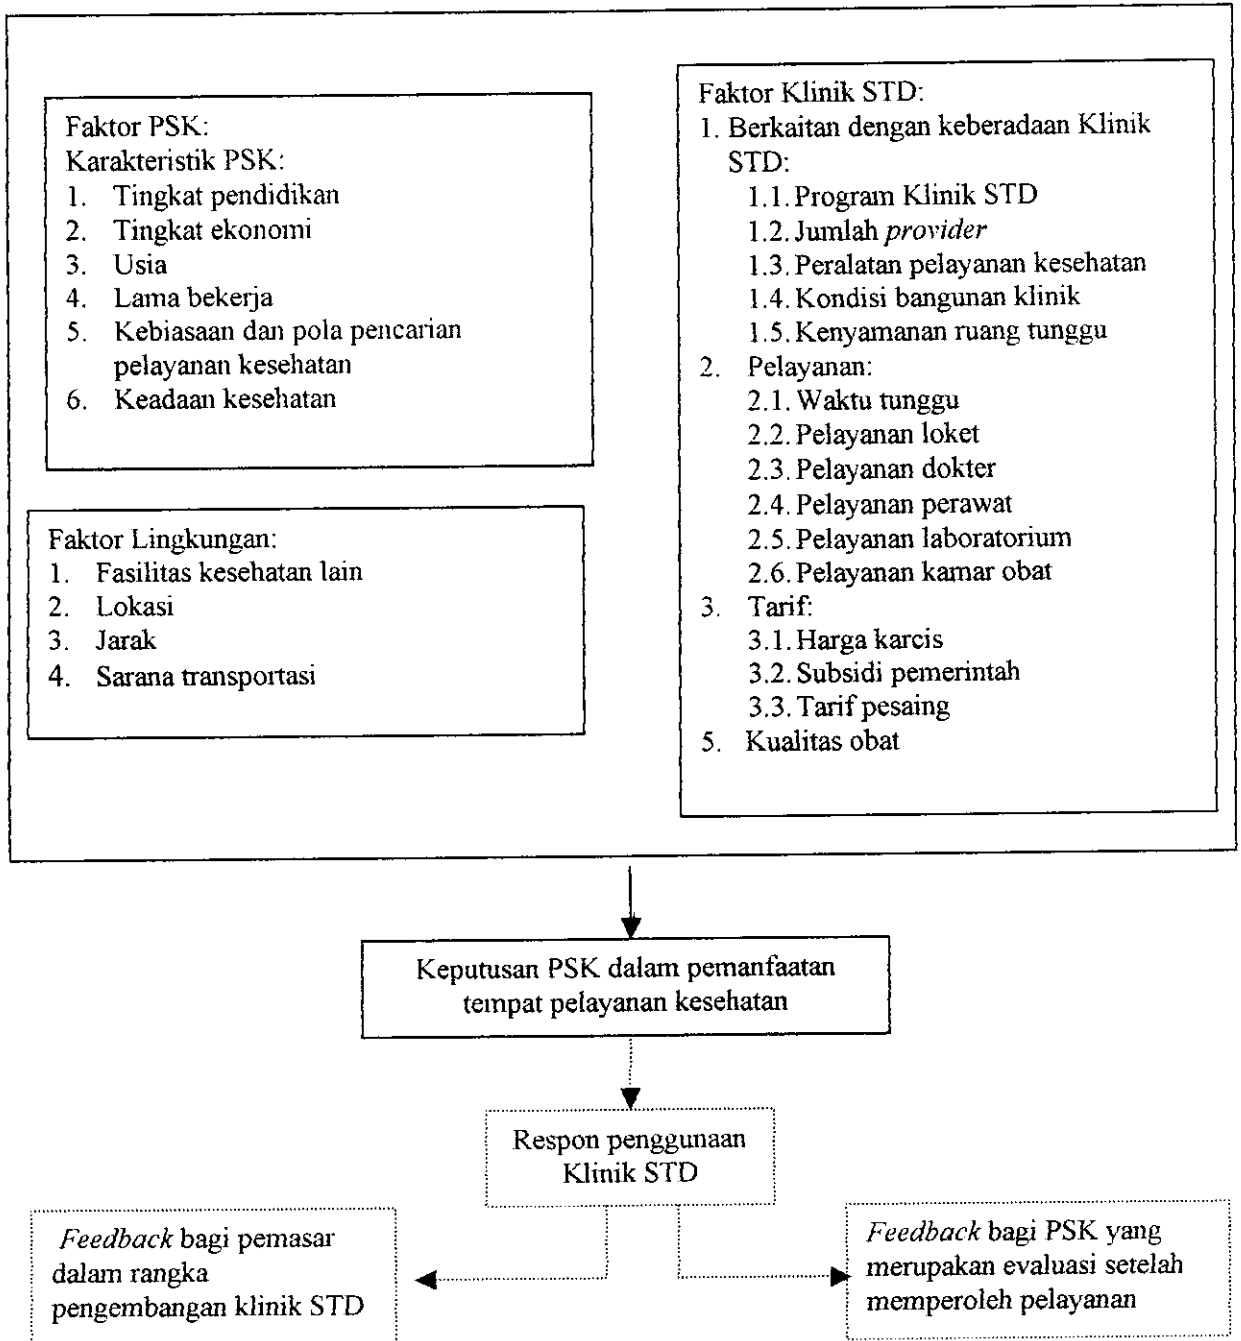 Faktor PSK:
Karakteristik PSK:
1. Tingkat pendidikan
2. Tingkat ekonomi
3. Usia
4. Lama bekerja
5. Kebiasaan dan pola pencarian
pelayanan kesehatan
6. Keadaan kesehatan
Faktor Lingkungan:
1. Fasilitas kesehatan lain
2. Lokasi
3. Jarak
4. Sarana transportasi
Faktor Klinik STD:
1. Berkaitan dengan keberadaan Klinik
STD:
1.1. Program Klinik STD
1.2. Jumlah provider
1.3. Peralatan pelayanan kesehatan
1.4. Kondisi bangunan klinik
1.5. Kenyamanan ruang tunggu
2. Pelayanan:
2.1. Waktu tunggu
2.2. Pelayanan loket
2.3. Pelayanan dokter
2.4. Pelayanan perawat
2.5. Pelayanan laboratorium
2.6. Pelayanan kamar obat
3. Tarif:
3.1. Harga karcis
3.2. Subsidi pemerintah
3.3. Tarif pesaing
5. Kualitas obat
Keputusan PSK dalam pemanfaatan
tempat pelayanan kesehatan
Respon penggunaan
Klinik STD
Feedback bagi pemasar
dalam rangka
pengembangan klinik STD
Feedback bagi PSK yang
merupakan evaluasi setelah
memperoleh pelayanan